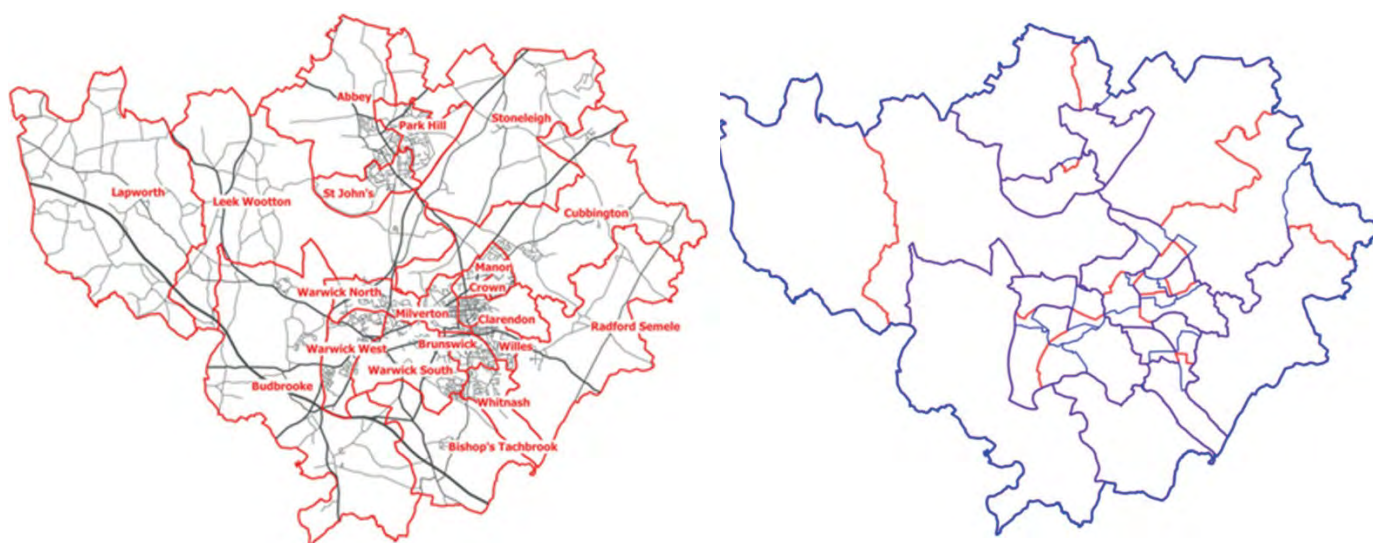 Abbey
Park Hill
Stoneleigh
Lapworth
Leek Wootton
St John's
Cubbington
Manor
Crown
Warwick North
Milverton
Clarendon
Radford Semele
Warwick West
Brunswick
Willes
Warwick South
Budbrooke
Whitnash
Bishop's Tachbrook